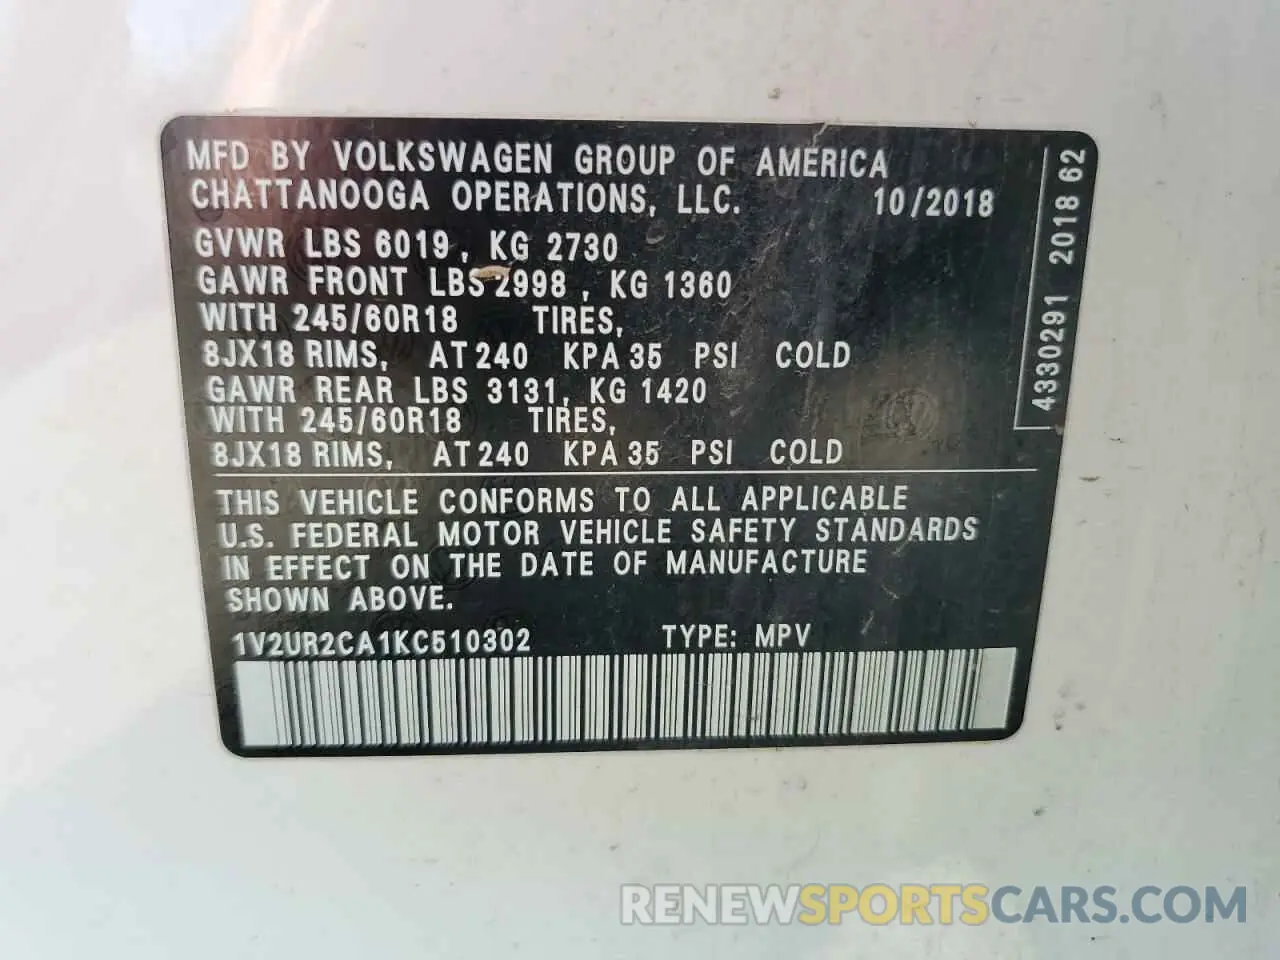 MFD BY VOLKSWAGEN GROUP OF AMERICA
CHATTANOOGA OPERATIONS, LLC. 10/2018
GVWR LBS 6019, KG 2730
GAWR FRONT LBS 2998, KG 1360
WITH 245/60R18 TIRES,
8JX18 RIMS, AT 240 KPA 35 PSI COLD
GAWR REAR LBS 3131, KG 1420
WITH 245/60R18 TIRES,
8JX18 RIMS, AT 240 KPA 35 PSI COLD
THIS VEHICLE CONFORMS TO ALL APPLICABLE
U.S. FEDERAL MOTOR VEHICLE SAFETY STANDARDS
IN EFFECT ON THE DATE OF MANUFACTURE
SHOWN ABOVE.
1V2UR2CA1KC510302 TYPE: MPV
4330291 2018 62
RENEWSPORTSCARS.COM